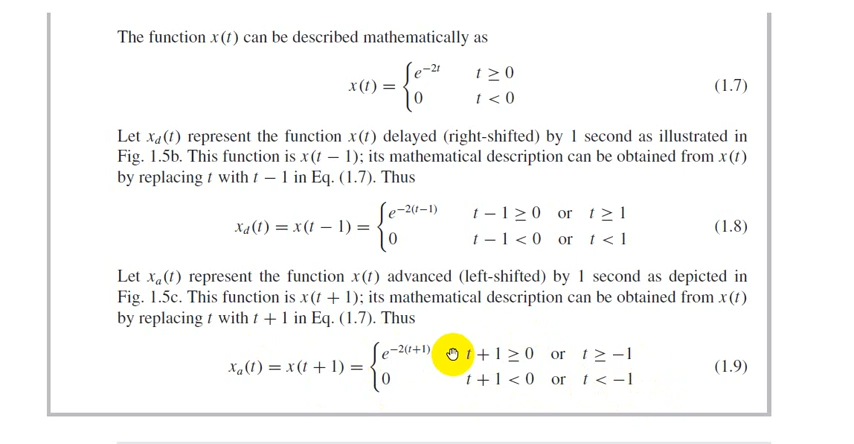 The function x(t) can be described mathematically as
x(t) = { e^{-2t}    t ≥ 0
0    t < 0    (1.7)
Let x_d(t) represent the function x(t) delayed (right-shifted) by 1 second as illustrated in
Fig. 1.5b. This function is x(t − 1); its mathematical description can be obtained from x(t)
by replacing t with t − 1 in Eq. (1.7). Thus
x_d(t) = x(t − 1) = { e^{-2(t−1)}    t − 1 ≥ 0 or t ≥ 1
0    t − 1 < 0 or t < 1    (1.8)
Let x_a(t) represent the function x(t) advanced (left-shifted) by 1 second as depicted in
Fig. 1.5c. This function is x(t + 1); its mathematical description can be obtained from x(t)
by replacing t with t + 1 in Eq. (1.7). Thus
x_a(t) = x(t + 1) = { e^{-2(t+1)}    t + 1 ≥ 0 or t ≥ −1
0    t + 1 < 0 or t < −1    (1.9)